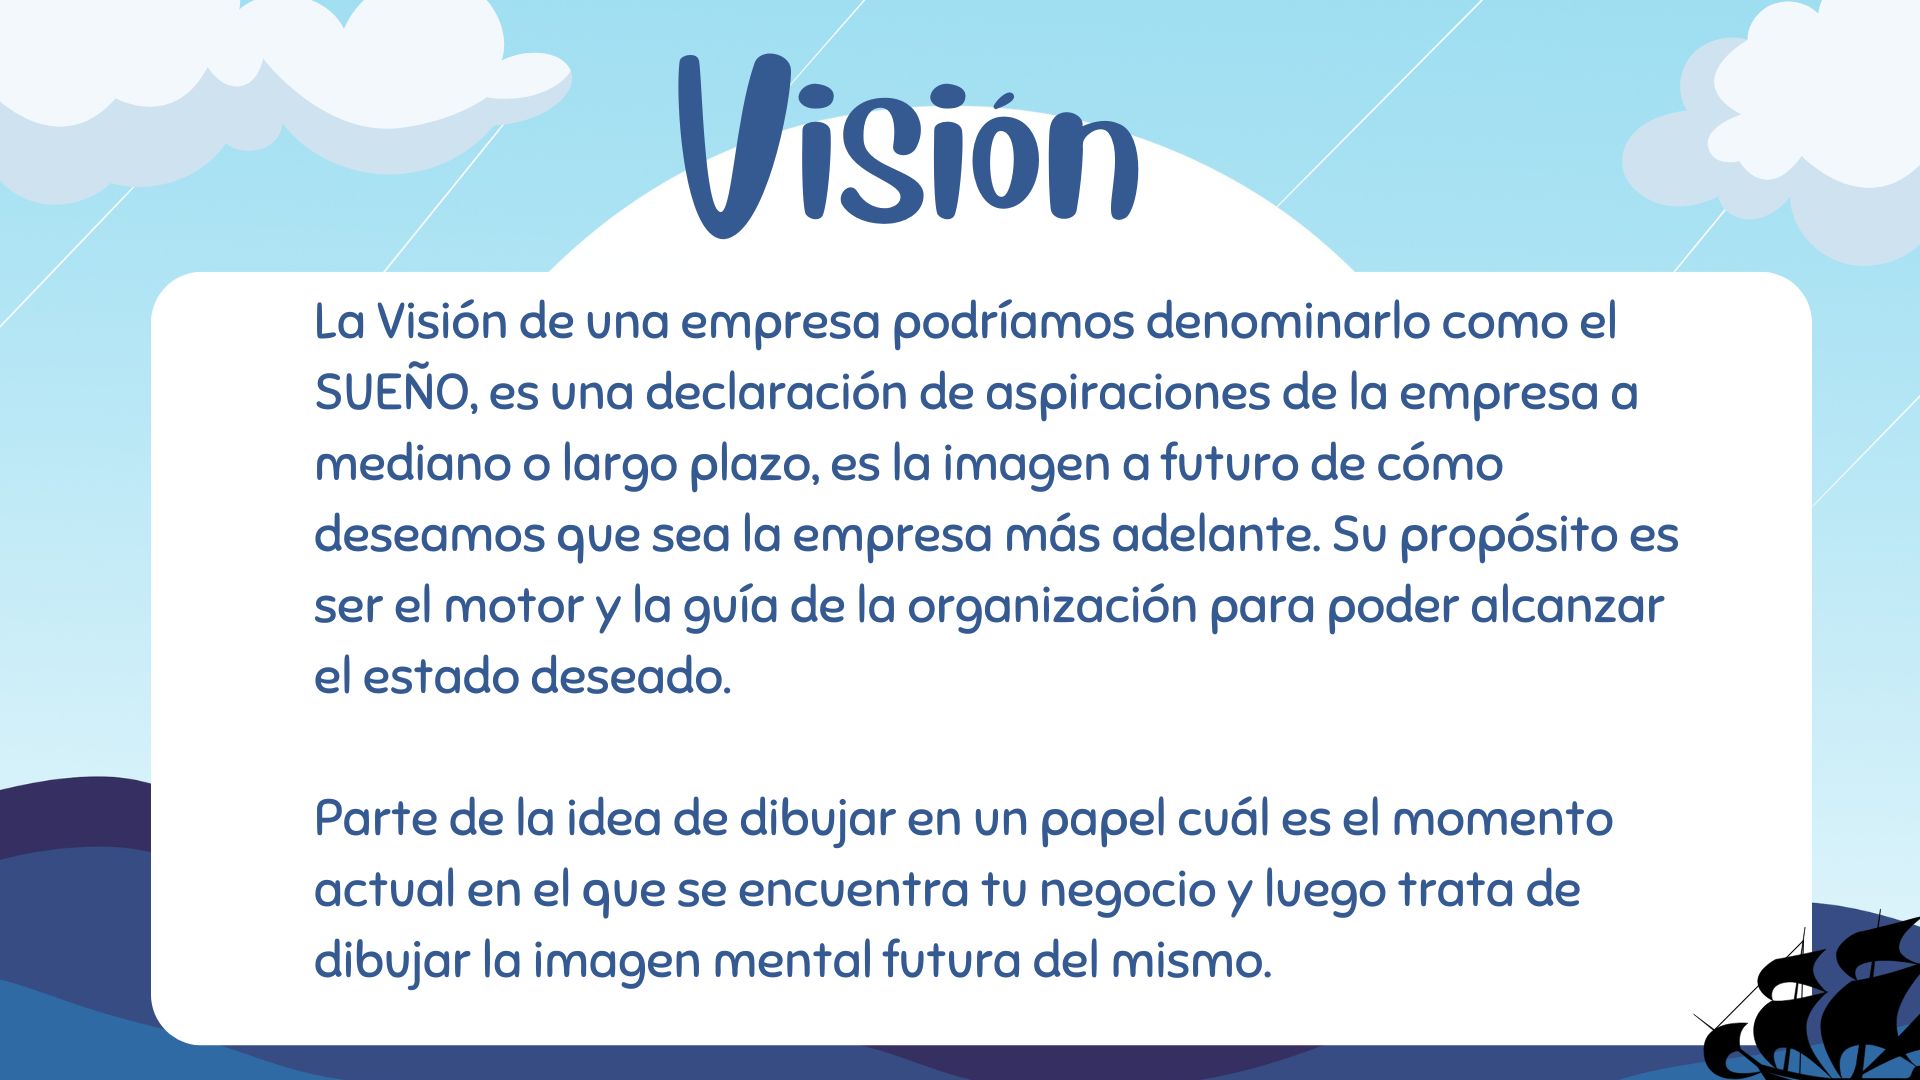 Visión
La Visión de una empresa podríamos denominarlo como el
SUEÑO, es una declaración de aspiraciones de la empresa a
mediano o largo plazo, es la imagen a futuro de cómo
deseamos que sea la empresa más adelante. Su propósito es
ser el motor y la guía de la organización para poder alcanzar
el estado deseado.
Parte de la idea de dibujar en un papel cuál es el momento
actual en el que se encuentra tu negocio y luego trata de
dibujar la imagen mental futura del mismo.